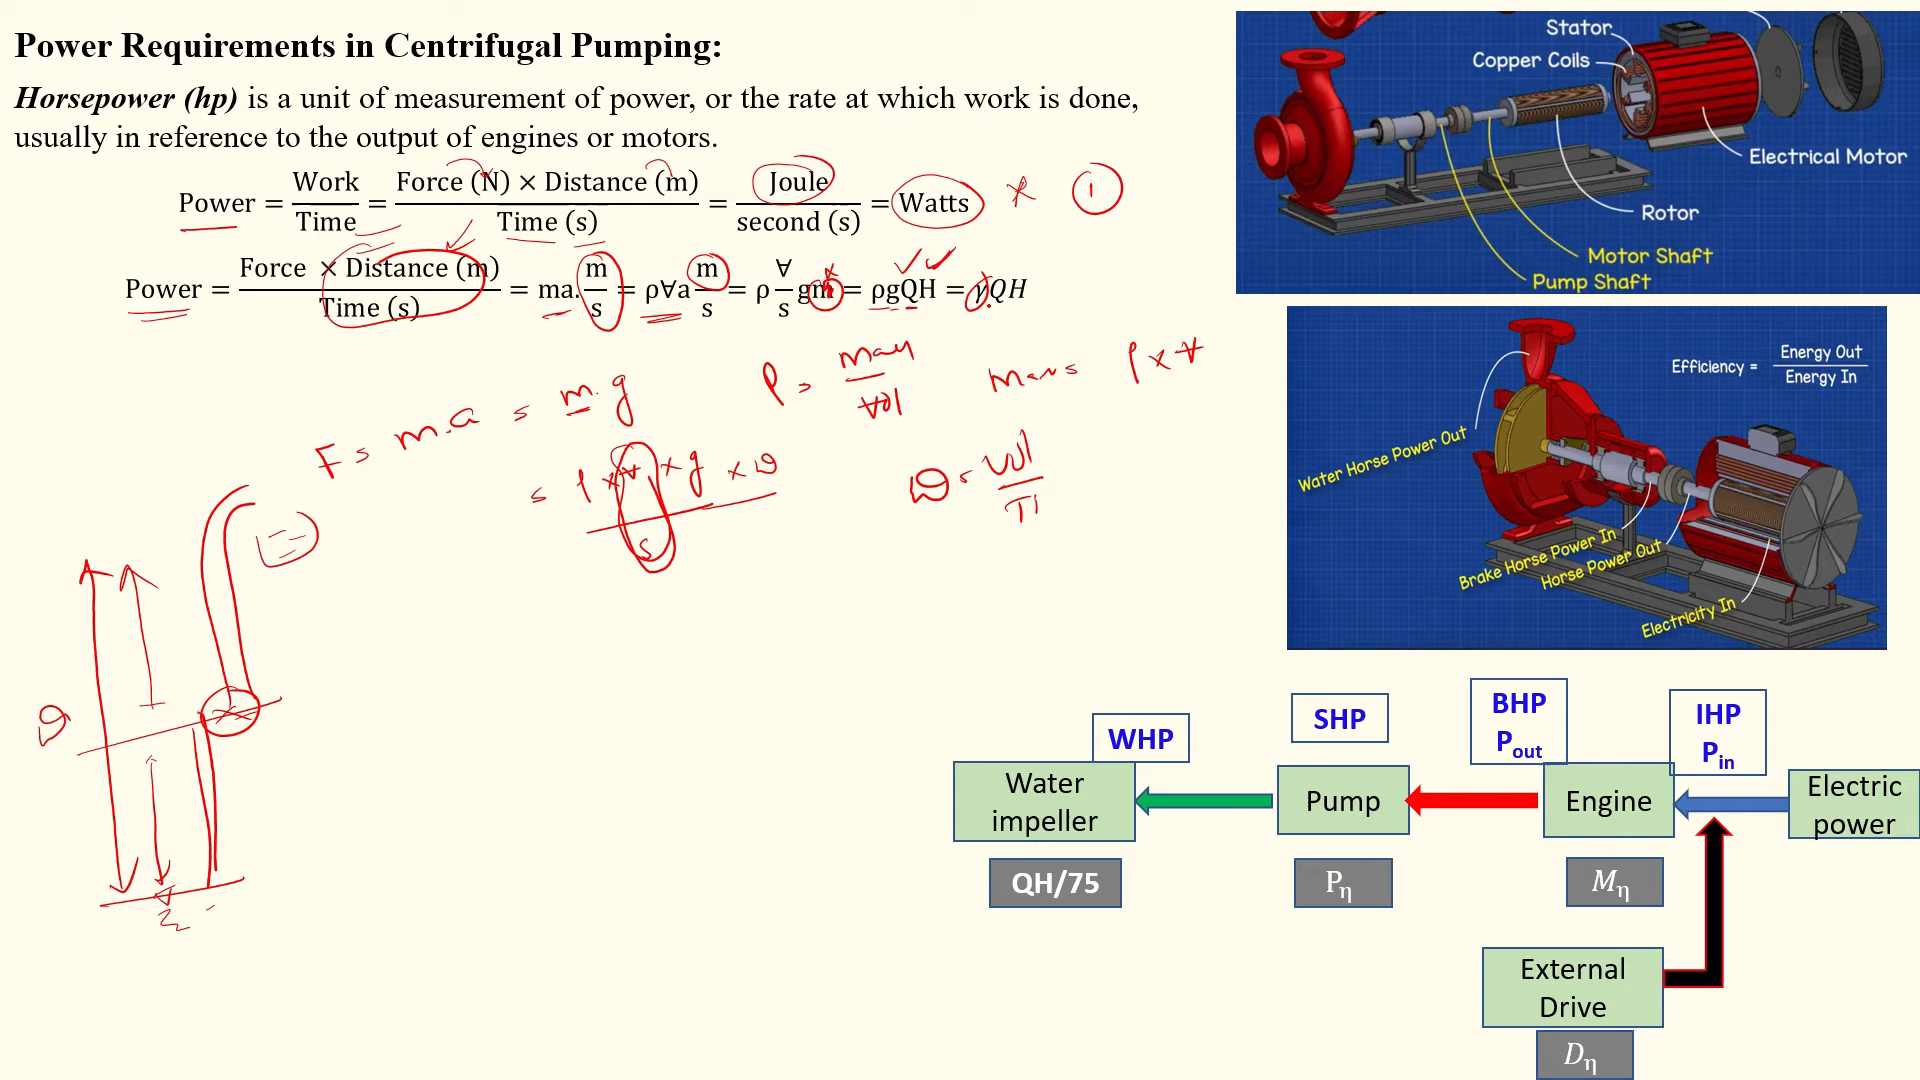 Power Requirements in Centrifugal Pumping:
Horsepower (hp) is a unit of measurement of power, or the rate at which work is done,
usually in reference to the output of engines or motors.
Power = Work / Time = Force (N) × Distance (m) / Time (s) = Joule / second (s) = Watts * 1
Power = Force × Distance (m) / Time (s) = ma. m/s = ρ∀a m/s = ρ ∀/s gm = ρgQH = γQH
F = m.a = m.g
= ρ × ∀ × g × / s
ρ = mass / vol
mass = ρ × ∀
= vol / T
Stator
Copper Coils
Electrical Motor
Rotor
Motor Shaft
Pump Shaft
Efficiency = Energy Out / Energy In
Water Horse Power Out
Brake Horse Power In
Horse Power Out
Electricity In
WHP
SHP
BHP
Pout
IHP
Pin
Water
impeller
Pump
Engine
Electric
power
QH/75
Pη
Mη
External
Drive
Dη